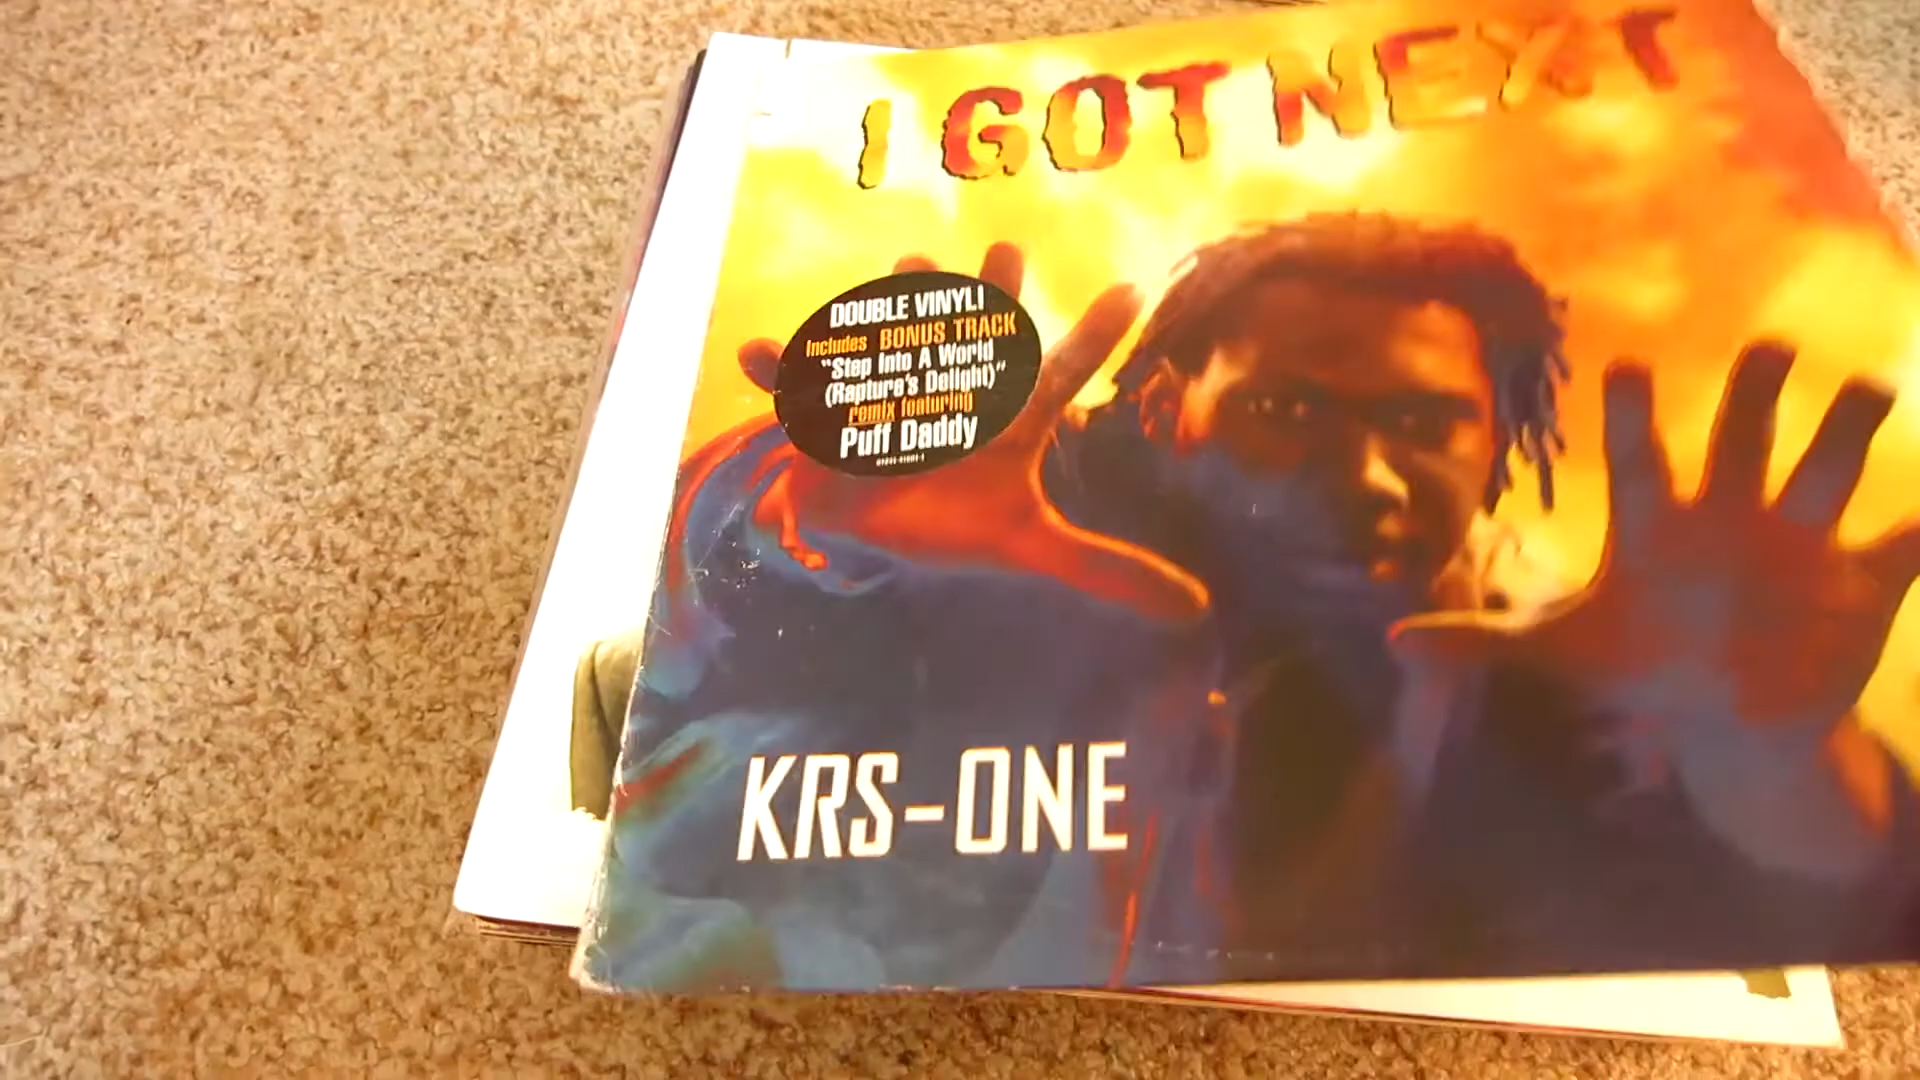 I GOT NEXT
DOUBLE VINYL!
Includes BONUS TRACK
"Step Into A World
(Rapture's Delight)"
remix featuring
Puff Daddy
KRS-ONE